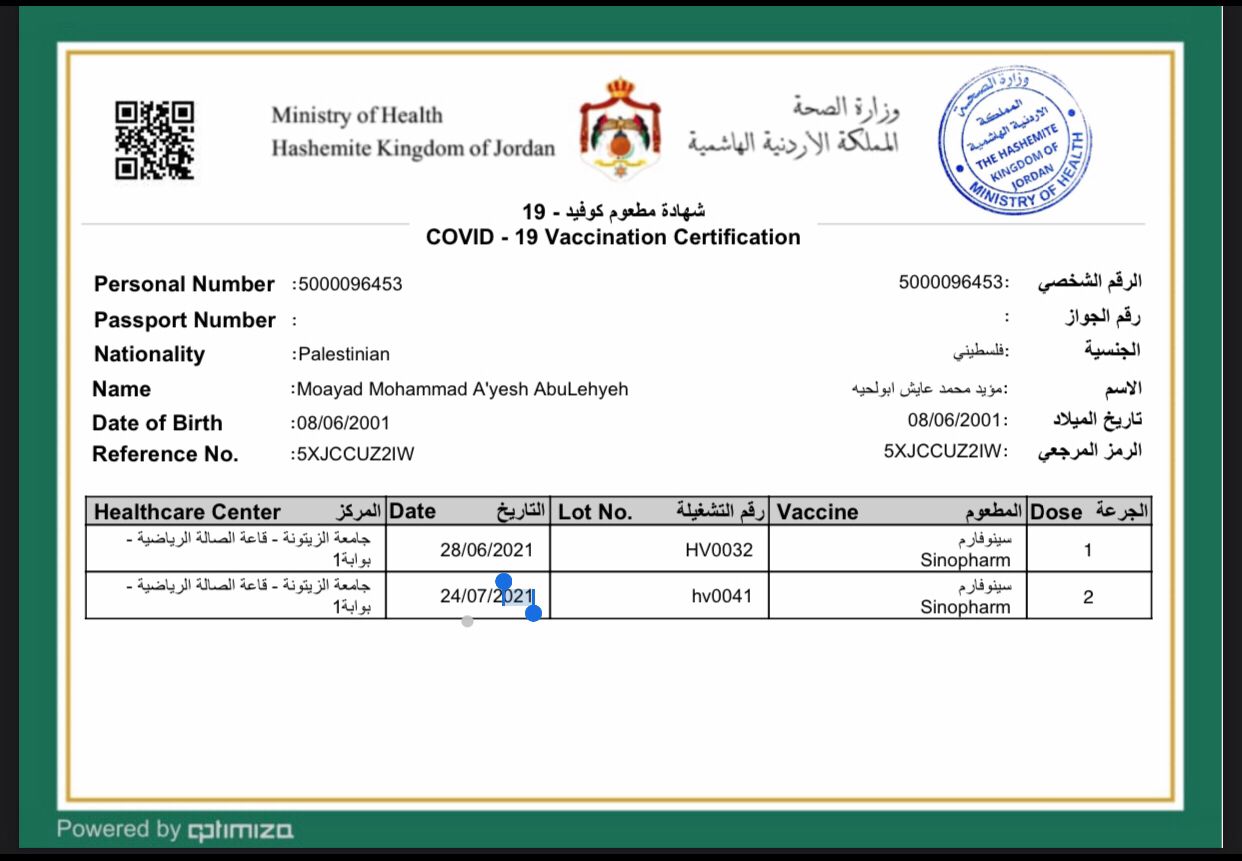 Ministry of Health
Hashemite Kingdom of Jordan
وزارة الصحة
المملكة الاردنية الهاشمية
وزارة الصحة
المملكة
الاردنية الهاشمية
THE HASHEMITE
KINGDOM OF
JORDAN
MINISTRY OF HEALTH
شهادة مطعوم كوفيد - 19
COVID - 19 Vaccination Certification
Personal Number :5000096453 5000096453: الرقم الشخصي
Passport Number : : رقم الجواز
Nationality :Palestinian فلسطيني: الجنسية
Name :Moayad Mohammad A'yesh AbuLehyeh مؤيد محمد عايش ابولحيه: الاسم
Date of Birth :08/06/2001 08/06/2001: تاريخ الميلاد
Reference No. :5XJCCUZ2IW 5XJCCUZ2IW: الرمز المرجعي
Healthcare Center المركز Date التاريخ Lot No. رقم التشغيلة Vaccine المطعوم Dose الجرعة
جامعة الزيتونة - قاعة الصالة الرياضية -
بوابة1
28/06/2021
HV0032
سينوفارم
Sinopharm
1
جامعة الزيتونة - قاعة الصالة الرياضية -
بوابة1
24/07/2021
hv0041
سينوفارم
Sinopharm
2
Powered by optimiza